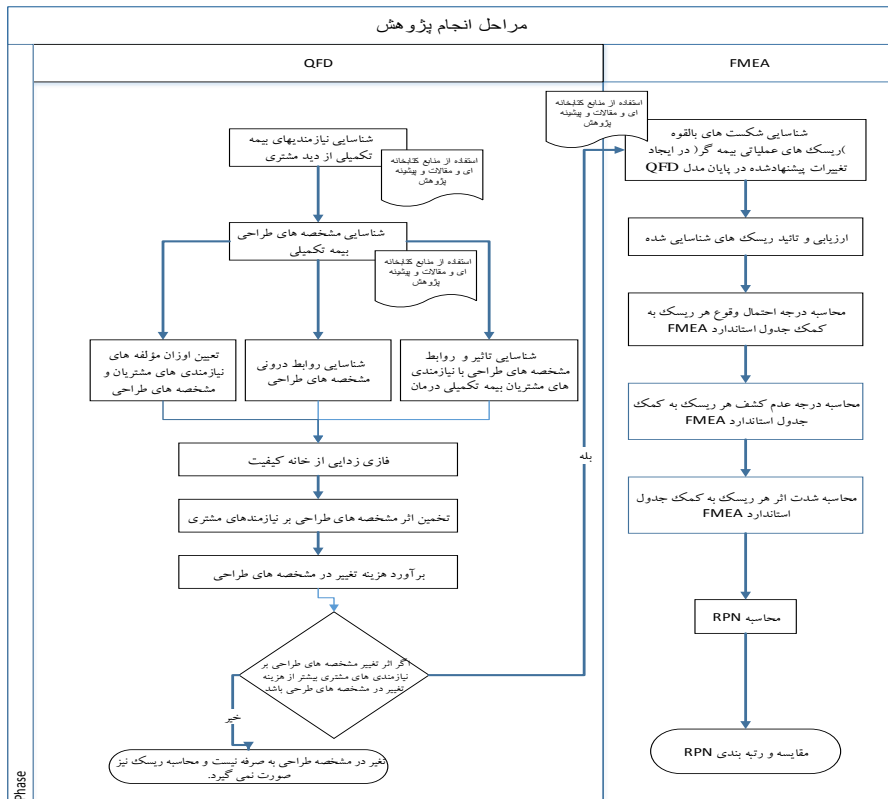 مراحل انجام پژوهش
QFD
FMEA
شناسایی نیازمندیهای بیمه
تکمیلی از دید مشتری
استفاده از منابع کتابخانه
ای و مقالات و پیشینه
پژوهش
شناسایی مشخصه های طراحی
بیمه تکمیلی
استفاده از منابع کتابخانه
ای و مقالات و پیشینه
پژوهش
تعیین اوزان مؤلفه های
نیازمندی های مشتریان و
مشخصه های طراحی
شناسایی روابط درونی
مشخصه های طراحی
شناسایی تاثیر و روابط
مشخصه های طراحی با نیازمندی
های مشتریان بیمه تکمیلی درمان
فازی زدایی از خانه کیفیت
تخمین اثر مشخصه های طراحی بر نیازمندهای مشتری
برآورد هزینه تغییر در مشخصه های طراحی
اگر اثر تغییر مشخصه های طراحی بر
نیازمندی های مشتری بیشتر از هزینه
تغییر در مشخصه های طرحی باشد
خیر
بله
تغیر در مشخصه طراحی به صرفه نیست و محاسبه ریسک نیز
صورت نمی گیرد.
استفاده از منابع کتابخانه
ای و مقالات و پیشینه
پژوهش
شناسایی شکست های بالقوه
)ریسک های عملیاتی بیمه گر( در ایجاد
تغییرات پیشنهادشده در پایان مدل QFD
ارزیابی و تائید ریسک های شناسایی شده
محاسبه درجه احتمال وقوع هر ریسک به
کمک جدول استاندارد FMEA
محاسبه درجه عدم کشف هر ریسک به کمک
جدول استاندارد FMEA
محاسبه شدت اثر هر ریسک به کمک جدول
استاندارد FMEA
محاسبه RPN
مقایسه و رتبه بندی RPN
Phase